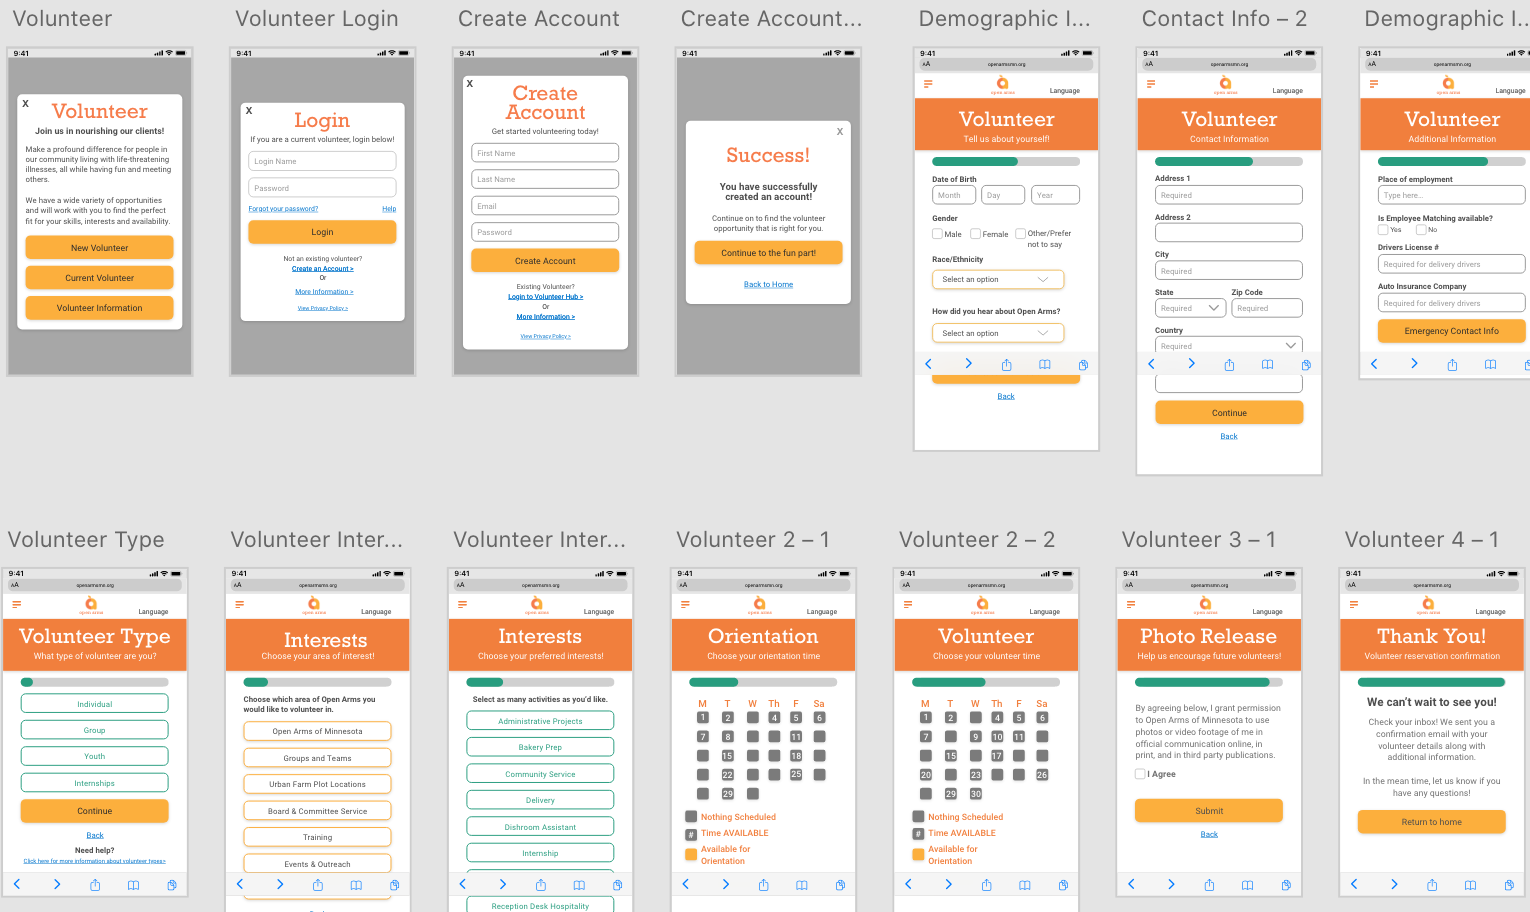 Volunteer
Volunteer Login
Create Account
Create Account...
Demographic I...
Contact Info – 2
Demographic I...
9:41
X
Volunteer
Join us in nourishing our clients!
Make a profound difference for people in
our community living with life-threatening
illnesses, all while having fun and meeting
others.
We have a wide variety of opportunities
and will work with you to find the perfect
fit for your skills, interests and availability.
New Volunteer
Current Volunteer
Volunteer Information
9:41
X
Login
If you are a current volunteer, login below!
Login Name
Password
Forgot your password?
Help
Login
Not an existing volunteer?
Create an Account >
Or
More Information >
View Privacy Policy >
9:41
X
Create
Account
Get started volunteering today!
First Name
Last Name
Email
Password
Create Account
Existing Volunteer?
Login to Volunteer Hub >
Or
More Information >
View Privacy Policy >
9:41
X
Success!
You have successfully
created an account!
Continue on to find the volunteer
opportunity that is right for you.
Continue to the fun part!
Back to Home
9:41
AA
openarmsmn.org
open arms
Language
Volunteer
Tell us about yourself!
Date of Birth
Month
Day
Year
Gender
Male
Female
Other/Prefer
not to say
Race/Ethnicity
Select an option
How did you hear about Open Arms?
Select an option
Back
9:41
AA
openarmsmn.org
open arms
Language
Volunteer
Contact Information
Address 1
Required
Address 2
City
Required
State
Zip Code
Required
Required
Country
Required
Continue
Back
9:41
AA
openarmsmn.org
open arms
Language
Volunteer
Additional Information
Place of employment
Type here...
Is Employee Matching available?
Yes
No
Drivers License #
Required for delivery drivers
Auto Insurance Company
Required for delivery drivers
Emergency Contact Info
Volunteer Type
Volunteer Inter...
Volunteer Inter...
Volunteer 2 – 1
Volunteer 2 – 2
Volunteer 3 – 1
Volunteer 4 – 1
9:41
AA
openarmsmn.org
open arms
Language
Volunteer Type
What type of volunteer are you?
Individual
Group
Youth
Internships
Continue
Back
Need help?
Click here for more information about volunteer types>
9:41
AA
openarmsmn.org
open arms
Language
Interests
Choose your area of interest!
Choose which area of Open Arms you
would like to volunteer in.
Open Arms of Minnesota
Groups and Teams
Urban Farm Plot Locations
Board & Committee Service
Training
Events & Outreach
9:41
AA
openarmsmn.org
open arms
Language
Interests
Choose your preferred interests!
Select as many activities as you'd like.
Administrative Projects
Bakery Prep
Community Service
Delivery
Dishroom Assistant
Internship
Reception Desk Hospitality
9:41
AA
openarmsmn.org
open arms
Language
Orientation
Choose your orientation time
M T W Th F Sa
1 2 4 5 6
7 8 11
15 18
22 25
29
Nothing Scheduled
# Time AVAILABLE
Available for
Orientation
9:41
AA
openarmsmn.org
open arms
Language
Volunteer
Choose your volunteer time
M T W Th F Sa
1 2 4 5 6
7 9 10 11
15 17
20 23 26
29 30
Nothing Scheduled
# Time AVAILABLE
Available for
Orientation
9:41
AA
openarmsmn.org
open arms
Language
Photo Release
Help us encourage future volunteers!
By agreeing below, I grant permission
to Open Arms of Minnesota to use
photos or video footage of me in
official communication online, in
print, and in third party publications.
I Agree
Submit
Back
9:41
AA
openarmsmn.org
open arms
Language
Thank You!
Volunteer reservation confirmation
We can't wait to see you!
Check your inbox! We sent you a
confirmation email with your
volunteer details along with
additional information.
In the mean time, let us know if you
have any questions!
Return to home